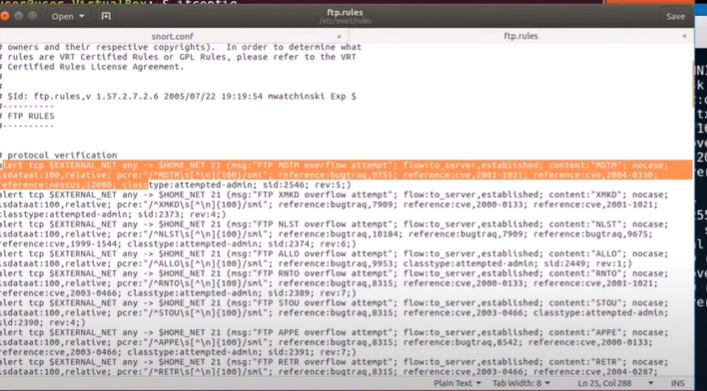 Open
ftp.rules
/etc/snort/rules
Save
snort.conf ×
ftp.rules ×
# owners and their respective copyrights). In order to determine what
# rules are VRT Certified Rules or GPL Rules, please refer to the VRT
# Certified Rules License Agreement.
#
#
# $Id: ftp.rules,v 1.57.2.7.2.6 2005/07/22 19:19:54 mwatchinski Exp $
#----------
# FTP RULES
#----------
# protocol verification
alert tcp $EXTERNAL_NET any -> $HOME_NET 21 (msg:"FTP MDTM overflow attempt"; flow:to_server,established; content:"MDTM"; nocase;
isdataat:100,relative; pcre:"/^MDTM\s[^\n]{100}/smi"; reference:bugtraq,9751; reference:cve,2001-1021; reference:cve,2004-0330;
reference:nessus,12080; classtype:attempted-admin; sid:2546; rev:5;)
alert tcp $EXTERNAL_NET any -> $HOME_NET 21 (msg:"FTP XMKD overflow attempt"; flow:to_server,established; content:"XMKD"; nocase;
isdataat:100,relative; pcre:"/^XMKD\s[^\n]{100}/smi"; reference:bugtraq,7909; reference:cve,2000-0133; reference:cve,2001-1021;
classtype:attempted-admin; sid:2373; rev:4;)
alert tcp $EXTERNAL_NET any -> $HOME_NET 21 (msg:"FTP NLST overflow attempt"; flow:to_server,established; content:"NLST"; nocase;
isdataat:100,relative; pcre:"/^NLST\s[^\n]{100}/smi"; reference:bugtraq,10184; reference:bugtraq,7909; reference:bugtraq,9675;
reference:cve,1999-1544; classtype:attempted-admin; sid:2374; rev:6;)
alert tcp $EXTERNAL_NET any -> $HOME_NET 21 (msg:"FTP ALLO overflow attempt"; flow:to_server,established; content:"ALLO"; nocase;
isdataat:100,relative; pcre:"/^ALLO\s[^\n]{100}/smi"; reference:bugtraq,9953; classtype:attempted-admin; sid:2449; rev:1;)
alert tcp $EXTERNAL_NET any -> $HOME_NET 21 (msg:"FTP RNTO overflow attempt"; flow:to_server,established; content:"RNTO"; nocase;
isdataat:100,relative; pcre:"/^RNTO\s[^\n]{100}/smi"; reference:bugtraq,8315; reference:cve,2000-0133; reference:cve,2001-1021;
reference:cve,2003-0466; classtype:attempted-admin; sid:2389; rev:7;)
alert tcp $EXTERNAL_NET any -> $HOME_NET 21 (msg:"FTP STOU overflow attempt"; flow:to_server,established; content:"STOU"; nocase;
isdataat:100,relative; pcre:"/^STOU\s[^\n]{100}/smi"; reference:bugtraq,8315; reference:cve,2003-0466; classtype:attempted-admin;
sid:2390; rev:4;)
alert tcp $EXTERNAL_NET any -> $HOME_NET 21 (msg:"FTP APPE overflow attempt"; flow:to_server,established; content:"APPE"; nocase;
isdataat:100,relative; pcre:"/^APPE\s[^\n]{100}/smi"; reference:bugtraq,8315; reference:bugtraq,8542; reference:cve,2000-0133;
reference:cve,2003-0466; classtype:attempted-admin; sid:2391; rev:7;)
alert tcp $EXTERNAL_NET any -> $HOME_NET 21 (msg:"FTP RETR overflow attempt"; flow:to_server,established; content:"RETR"; nocase;
isdataat:100,relative; pcre:"/^RETR\s[^\n]{100}/smi"; reference:bugtraq,8315; reference:cve,2003-0466; reference:cve,2004-0287;
Plain Text Tab Width: 8 Ln 25, Col 288 INS